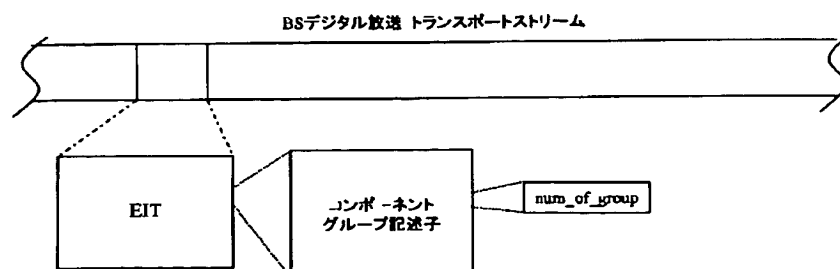 BSデジタル放送 トランスポートストリーム
EIT
コンポーネント
グループ記述子
num_of_group